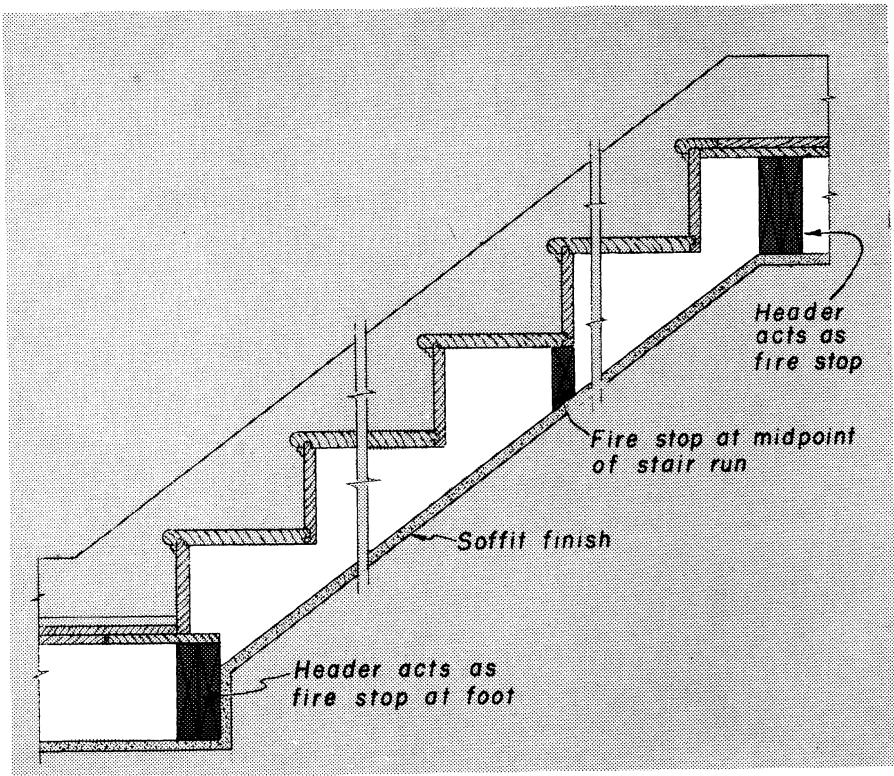 Header
acts as
fire stop
Fire stop at midpoint
of stair run
Soffit finish
Header acts as
fire stop at foot